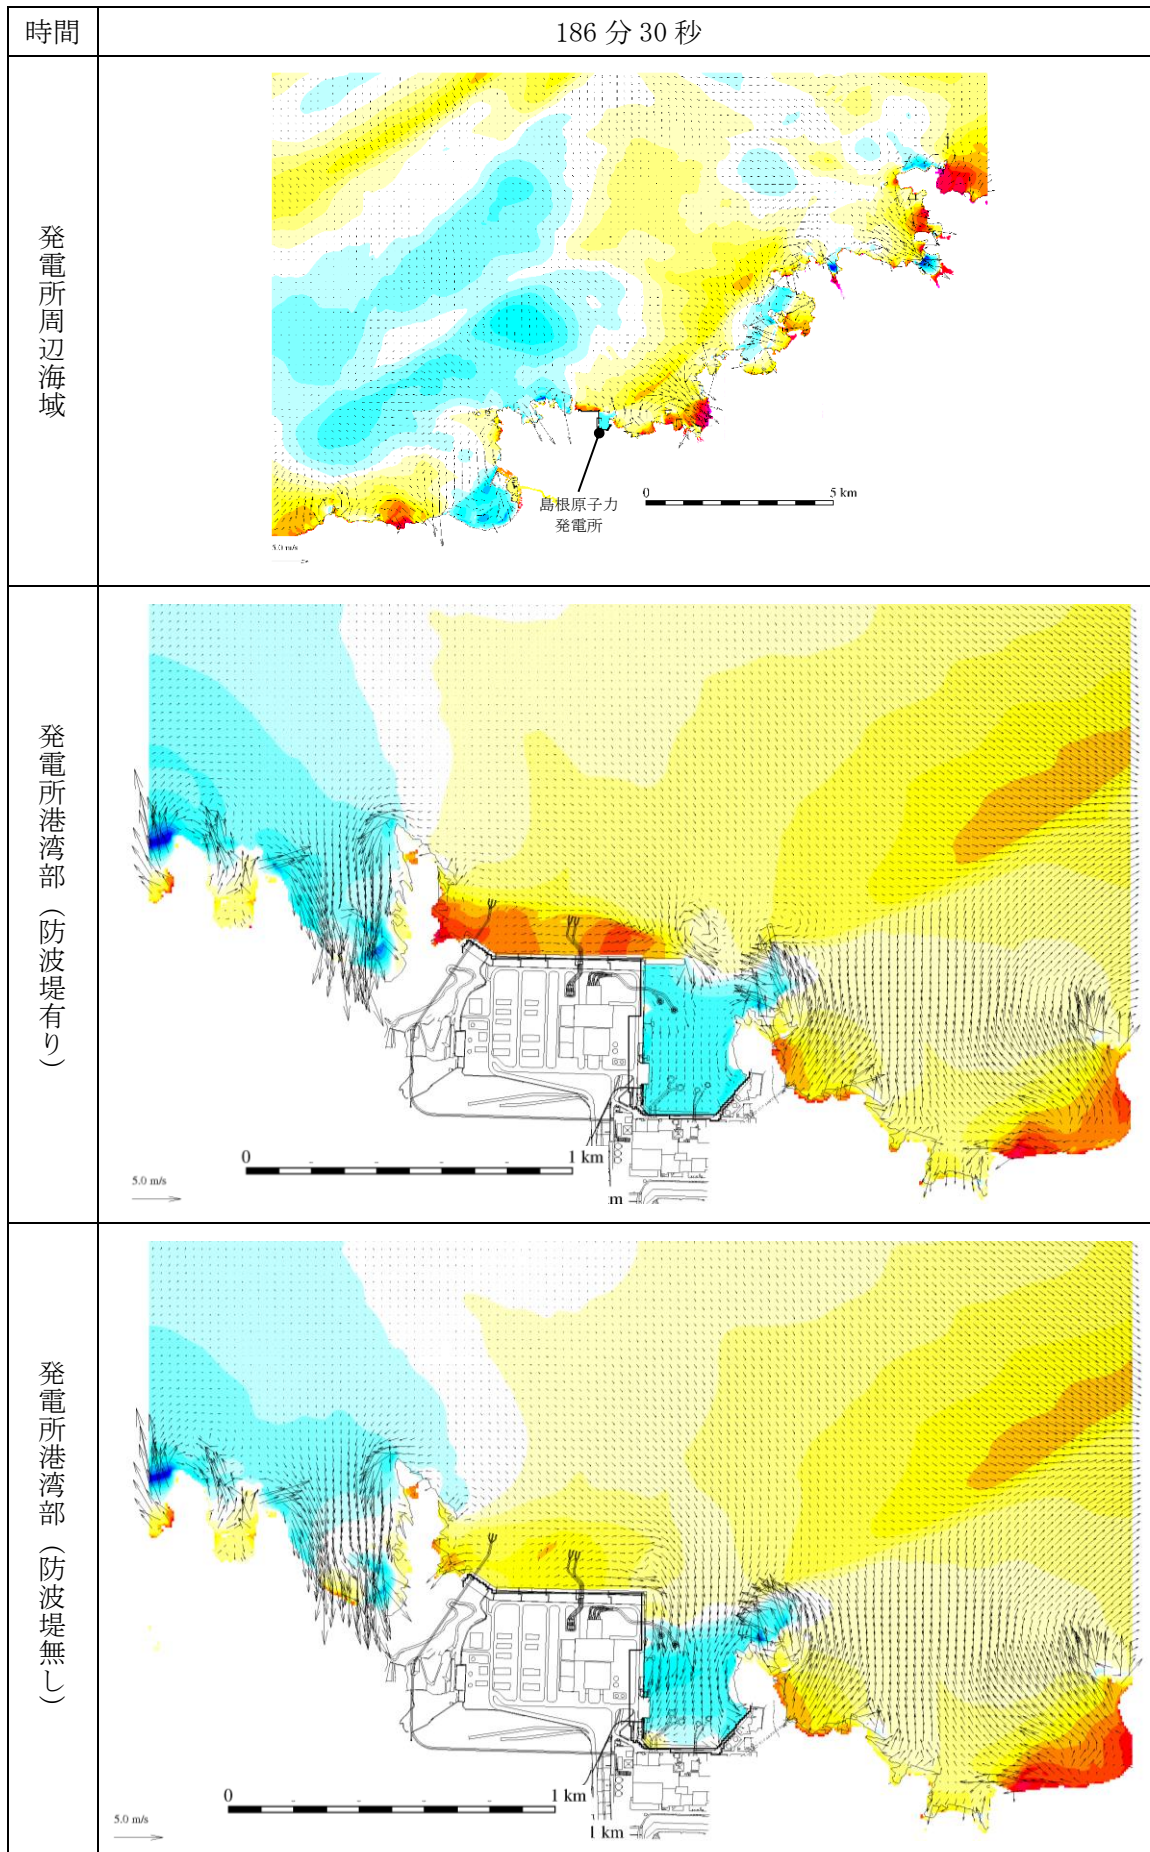 時間
186 分 30 秒
発電所周辺海域
島根原子力
発電所
0
5 km
5.0 m/s
発電所港湾部（防波堤有り）
0
1 km
5.0 m/s
m
発電所港湾部（防波堤無し）
0
1 km
5.0 m/s
1 km